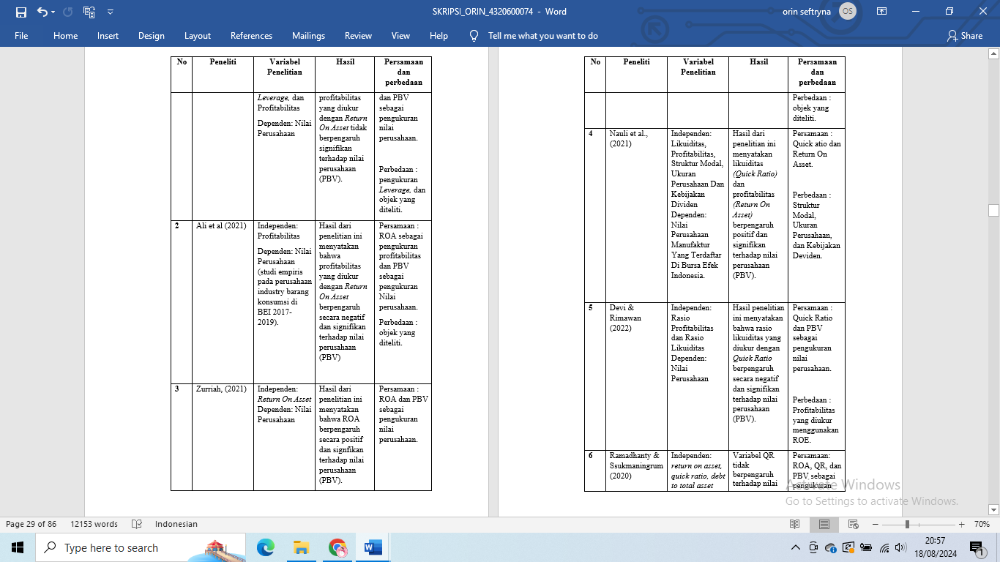 SKRIPSI_ORIN_4320600074 - Word
orin seftryna
OS
File Home Insert Design Layout References Mailings Review View Help Tell me what you want to do
Share
No Peneliti Variabel Penelitian Hasil Persamaan dan perbedaan
Leverage, dan
Profitabilitas
Dependen: Nilai
Perusahaan
profitabilitas
yang diukur
dengan Return
On Asset tidak
berpengaruh
signifikan
terhadap nilai
perusahaan
(PBV).
dan PBV
sebagai
pengukuran
nilai
perusahaan.
Perbedaan :
pengukuran
Leverage, dan
objek yang
diteliti.
2
Ali et al (2021)
Independen:
Profitabilitas
Dependen: Nilai
Perusahaan
(studi empiris
pada perusahaan
industry barang
konsumsi di
BEI 2017-
2019).
Hasil dari
penelitian ini
menyatakan
bahwa
profitabilitas
yang diukur
dengan Return
On Asset
berpengaruh
secara negatif
dan signifikan
terhadap nilai
perusahaan
(PBV)
Persamaan :
ROA sebagai
pengukuran
profitabilitas
dan PBV
sebagai
pengukuran
Nilai
perusahaan.
Perbedaan :
objek yang
diteliti.
3
Zurriah, (2021)
Independen:
Return On Asset
Dependen: Nilai
Perusahaan
Hasil dari
penelitian ini
menyatakan
bahwa ROA
berpengaruh
secara positif
dan signfikan
terhadap nilai
perusahaan
(PBV).
Persamaan :
ROA dan PBV
sebagai
pengukuran
nilai
perusahaan.
No Peneliti Variabel Penelitian Hasil Persamaan dan perbedaan
Perbedaan :
objek yang
diteliti.
4
Nauli et al.,
(2021)
Independen:
Likuiditas,
Profitabilitas,
Struktur Modal,
Ukuran
Perusahaan Dan
Kebijakan
Dividen
Dependen:
Nilai
Perusahaan
Manufaktur
Yang Terdaftar
Di Bursa Efek
Indonesia.
Hasil dari
penelitian ini
menyatakan
likuiditas
(Quick Ratio)
dan
profitabilitas
(Return On
Asset)
berpengaruh
positif dan
signifikan
terhadap nilai
perusahaan
(PBV).
Persamaan :
Quick atio dan
Return On
Asset.
Perbedaan :
Struktur
Modal,
Ukuran
Perusahaan,
dan Kebijakan
Deviden.
5
Devi &
Rimawan
(2022)
Independen:
Rasio
Profitabilitas
dan Rasio
Likuiditas
Dependen:
Nilai
Perusahaan
Hasil penelitian
ini menyatakan
bahwa rasio
likuiditas yang
diukur dengan
Quick Ratio
berpengaruh
secara negatif
dan signifikan
terhadap nilai
perusahaan
(PBV).
Persamaan :
Quick Ratio
dan PBV
sebagai
pengukuran
nilai
perusahaan.
Perbedaan :
Profitabilitas
yang diukur
menggunakan
ROE.
6
Ramadhanty &
Ssukmaningrum
(2020)
Independen:
return on asset,
quick ratio, debt
to total asset
Variabel QR
tidak
berpengaruh
terhadap nilai
Persamaan:
ROA, QR, dan
PBV sebagai
pengukuran
Activate Windows
Go to Settings to activate Windows.
Page 29 of 86 12153 words Indonesian 70%
Type here to search
20:57
18/08/2024
1